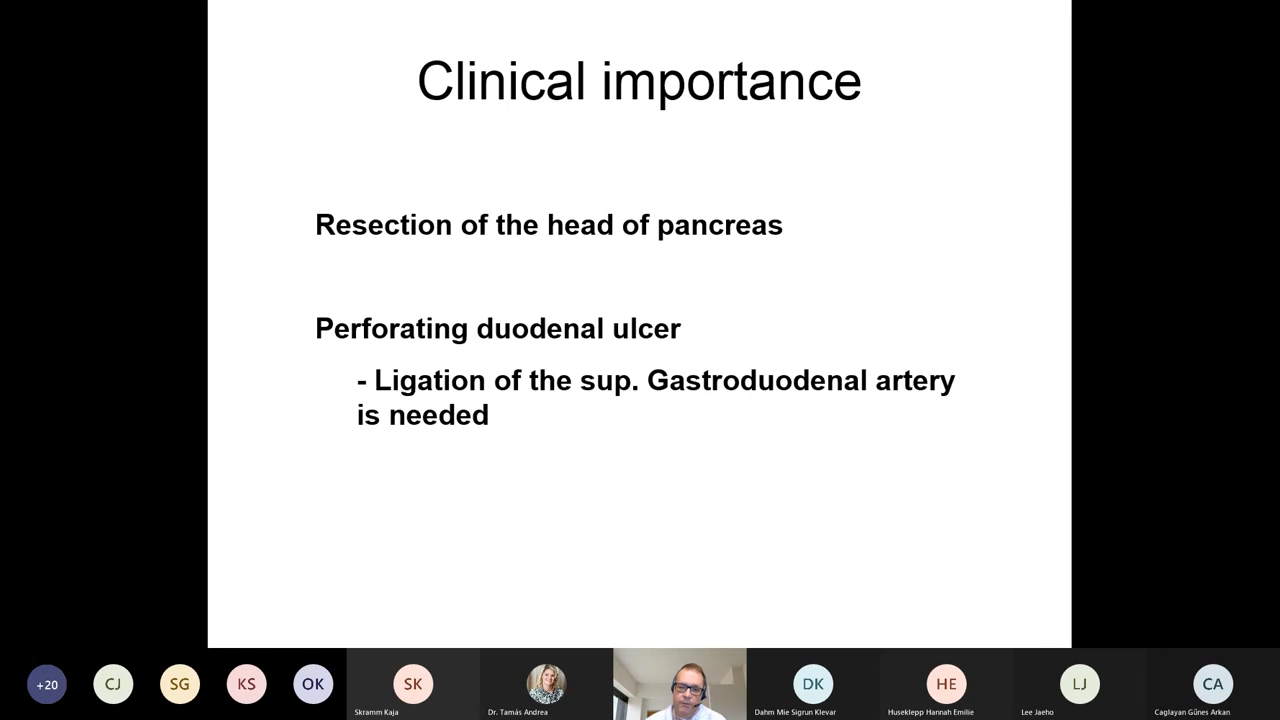 Clinical importance
Resection of the head of pancreas
Perforating duodenal ulcer
- Ligation of the sup. Gastroduodenal artery
is needed
+20
CJ
SG
KS
OK
SK
DK
HE
LJ
CA
Skramm Kaja
Dr. Tamás Andrea
Dahm Mie Sigrun Klevar
Huseklepp Hannah Emilie
Lee Jaeho
Caglayan Günes Arkan